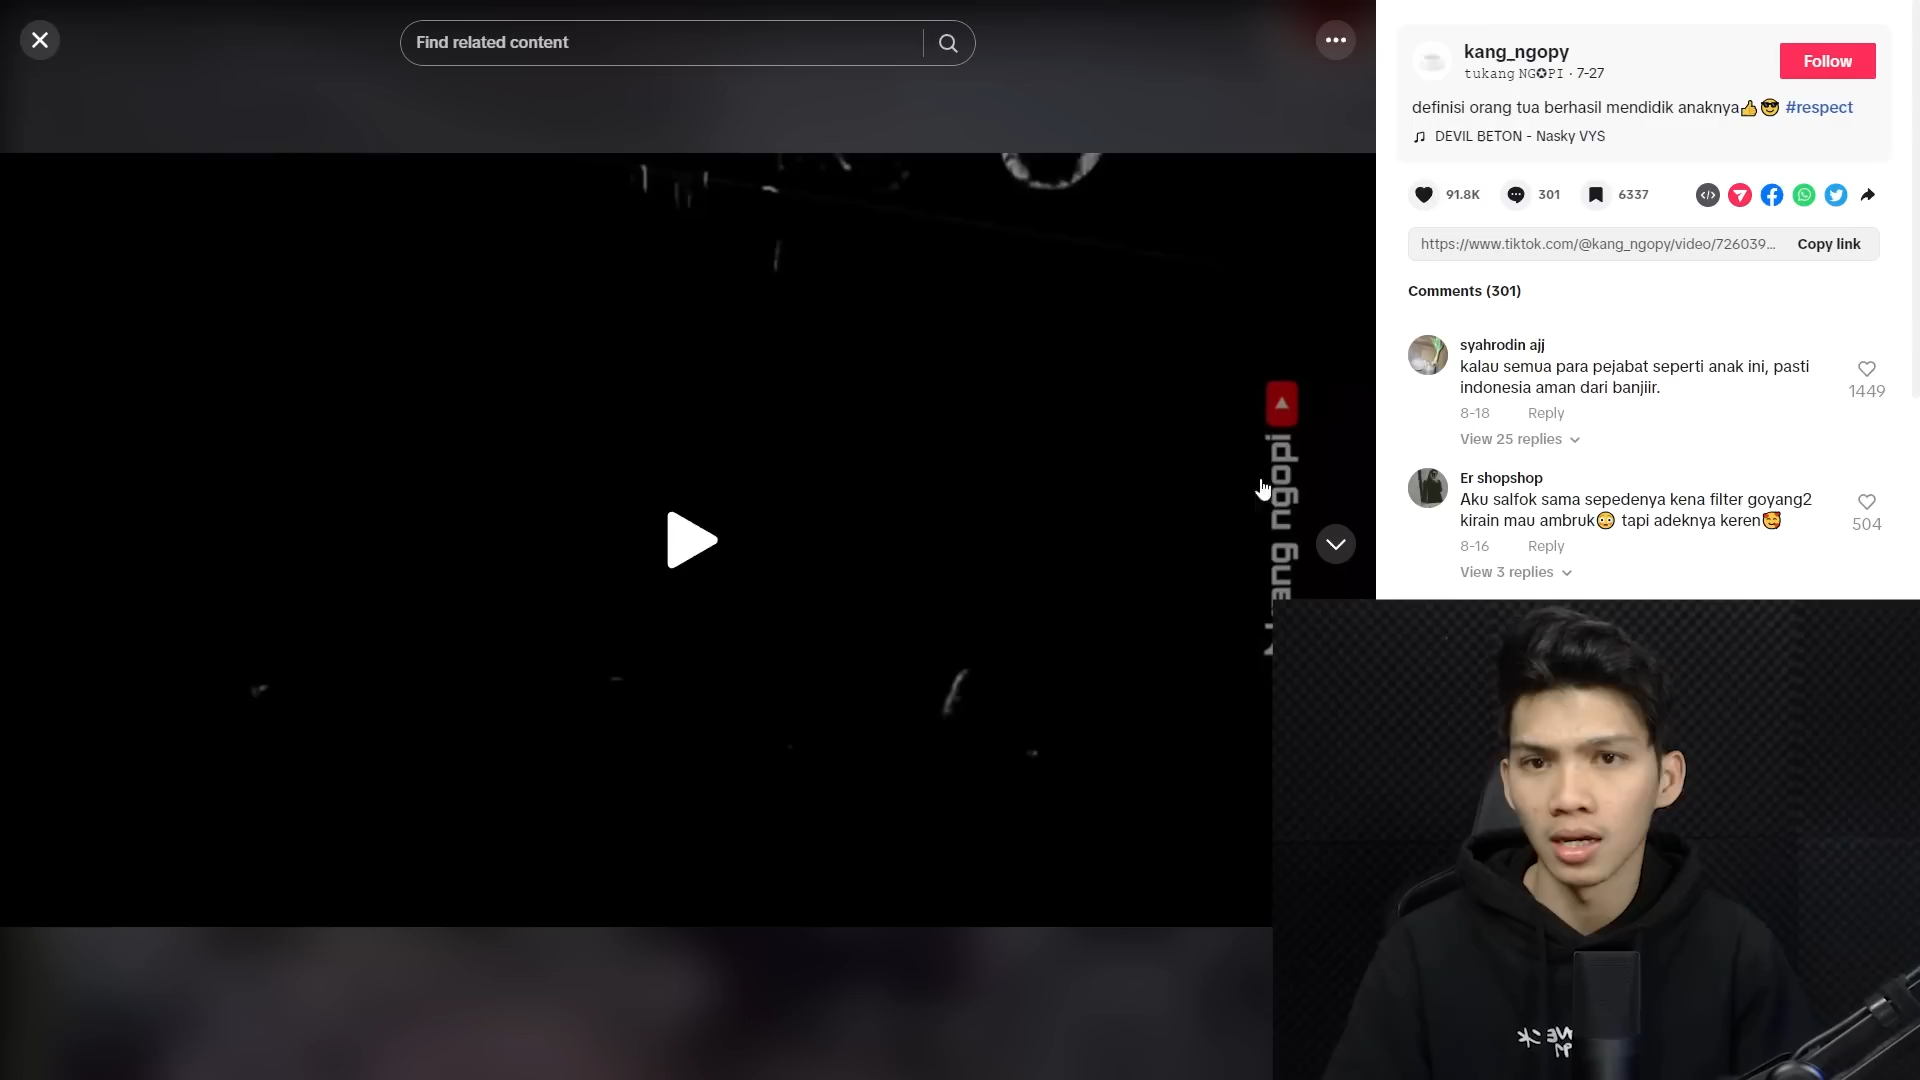 Find related content
kang_ngopy
tukang NG✪PI · 7-27
Follow
definisi orang tua berhasil mendidik anaknya👍😎 #respect
DEVIL BETON - Nasky VYS
91.8K
301
6337
https://www.tiktok.com/@kang_ngopy/video/726039...
Copy link
Comments (301)
syahrodin ajj
kalau semua para pejabat seperti anak ini, pasti
indonesia aman dari banjiir.
1449
8-18 Reply
View 25 replies
Er shopshop
Aku salfok sama sepedenya kena filter goyang2
kirain mau ambruk😳 tapi adeknya keren🥰
504
8-16 Reply
View 3 replies
ngopi